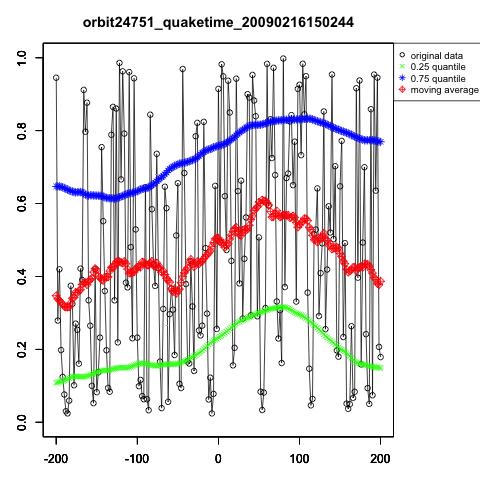 orbit24751_quaketime_20090216150244
original data
0.25 quantile
0.75 quantile
moving average
1.0
0.8
0.6
0.4
0.2
0.0
-200 -100 0 100 200